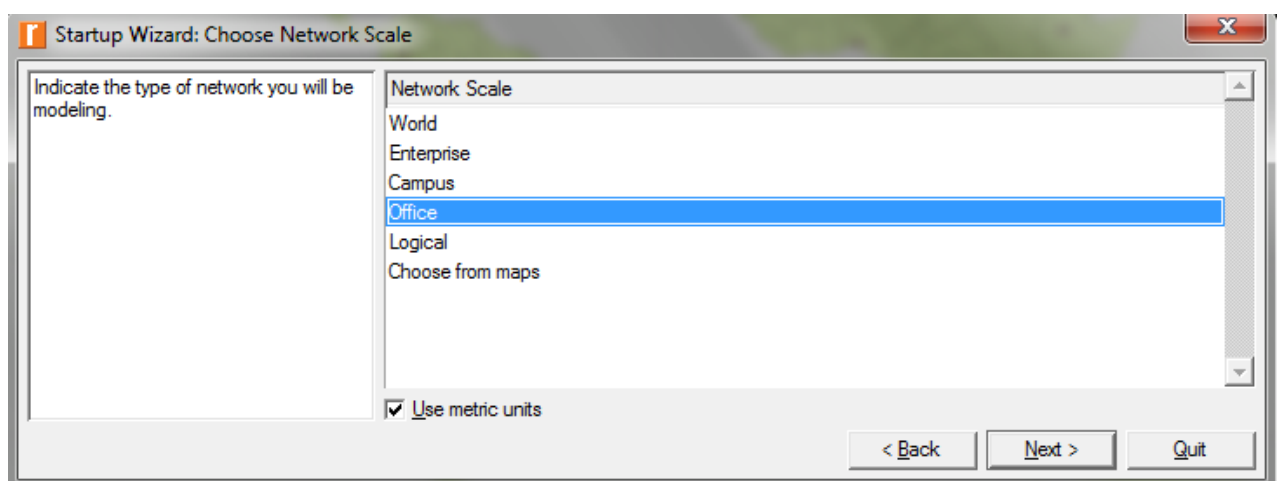 Startup Wizard: Choose Network Scale
Indicate the type of network you will be
modeling.
Network Scale
World
Enterprise
Campus
Office
Logical
Choose from maps
Use metric units
< Back
Next >
Quit